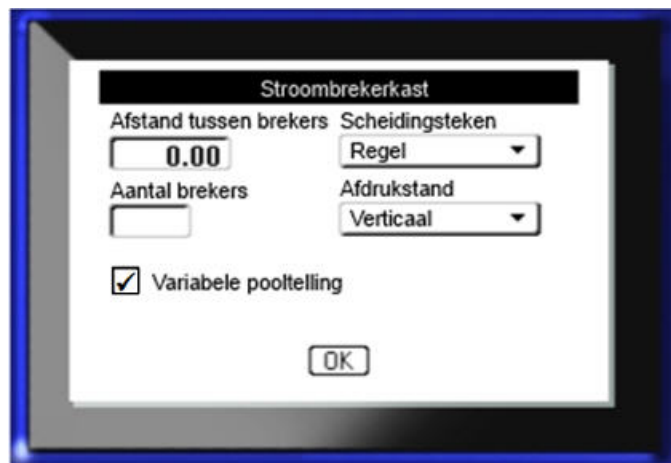 Stroombrekerkast
Afstand tussen brekers Scheidingsteken
0.00 Regel
Aantal brekers Afdrukstand
Verticaal
Variabele pooltelling
OK